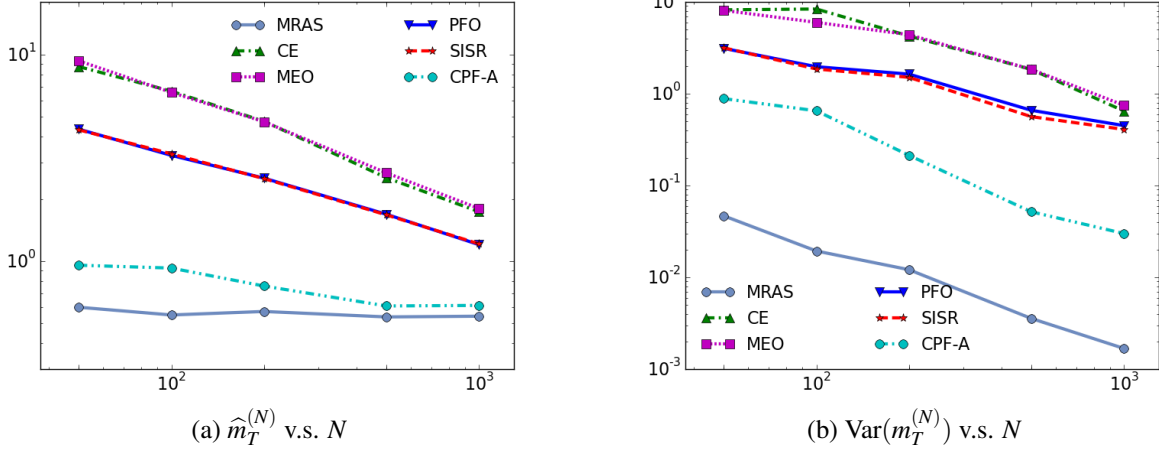 MRAS PFO
CE SISR
MEO CPF-A
10^1
10^0
10^2 10^3
(a) \widehat{m}_T^{(N)} v.s. N
10
10^0
10^{-1}
10^{-2}
10^{-3}
MRAS PFO
CE SISR
MEO CPF-A
10^2 10^3
(b) Var(m_T^{(N)}) v.s. N